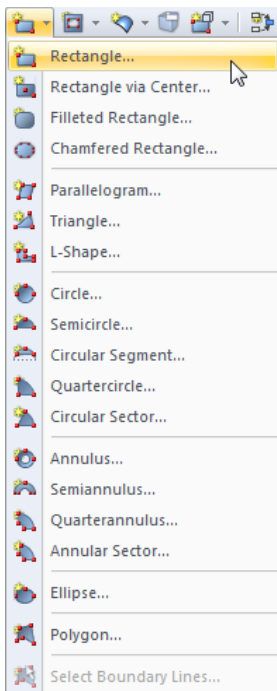 Rectangle...
Rectangle via Center...
Filleted Rectangle...
Chamfered Rectangle...
Parallelogram...
Triangle...
L-Shape...
Circle...
Semicircle...
Circular Segment...
Quartercircle...
Circular Sector...
Annulus...
Semiannulus...
Quarterannulus...
Annular Sector...
Ellipse...
Polygon...
Select Boundary Lines...